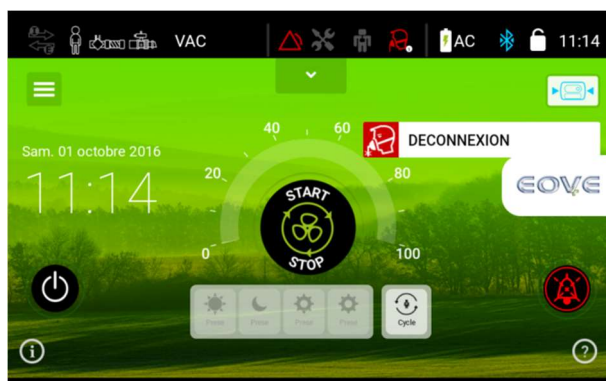 VAC
AC
11:14
Sam. 01 octobre 2016
11:14
DECONNEXION
EOVE
0
20
40
60
80
100
START
STOP
Cycle
i
?